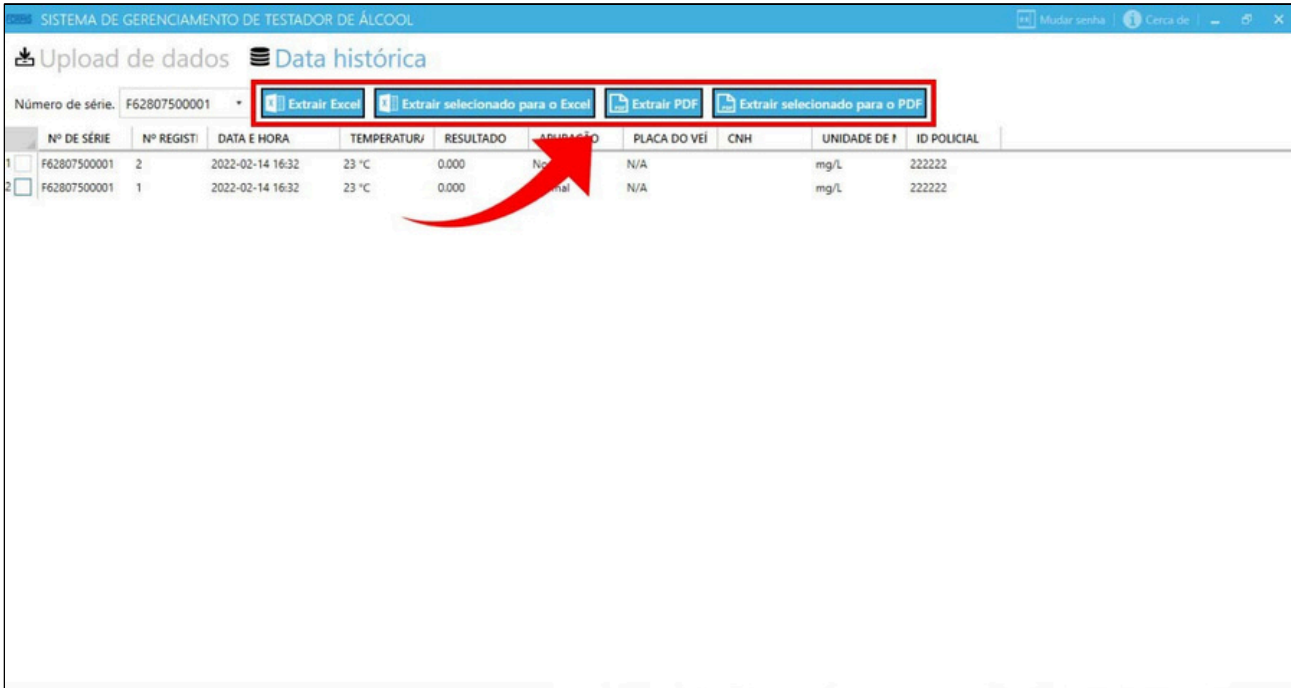 SISTEMA DE GERENCIAMENTO DE TESTADOR DE ÁLCOOL Mudar senha Cerca de
Upload de dados Data histórica
Número de série. F62807500001 Extrair Excel Extrair selecionado para o Excel Extrair PDF Extrair selecionado para o PDF
Nº DE SÉRIE Nº REGISTI DATA E HORA TEMPERATURA RESULTADO APURAÇÃO PLACA DO VEÍ CNH UNIDADE DE ID POLICIAL
1 F62807500001 2 2022-02-14 16:32 23 °C 0.000 N/A mg/L 222222
2 F62807500001 1 2022-02-14 16:32 23 °C 0.000 N/A mg/L 222222